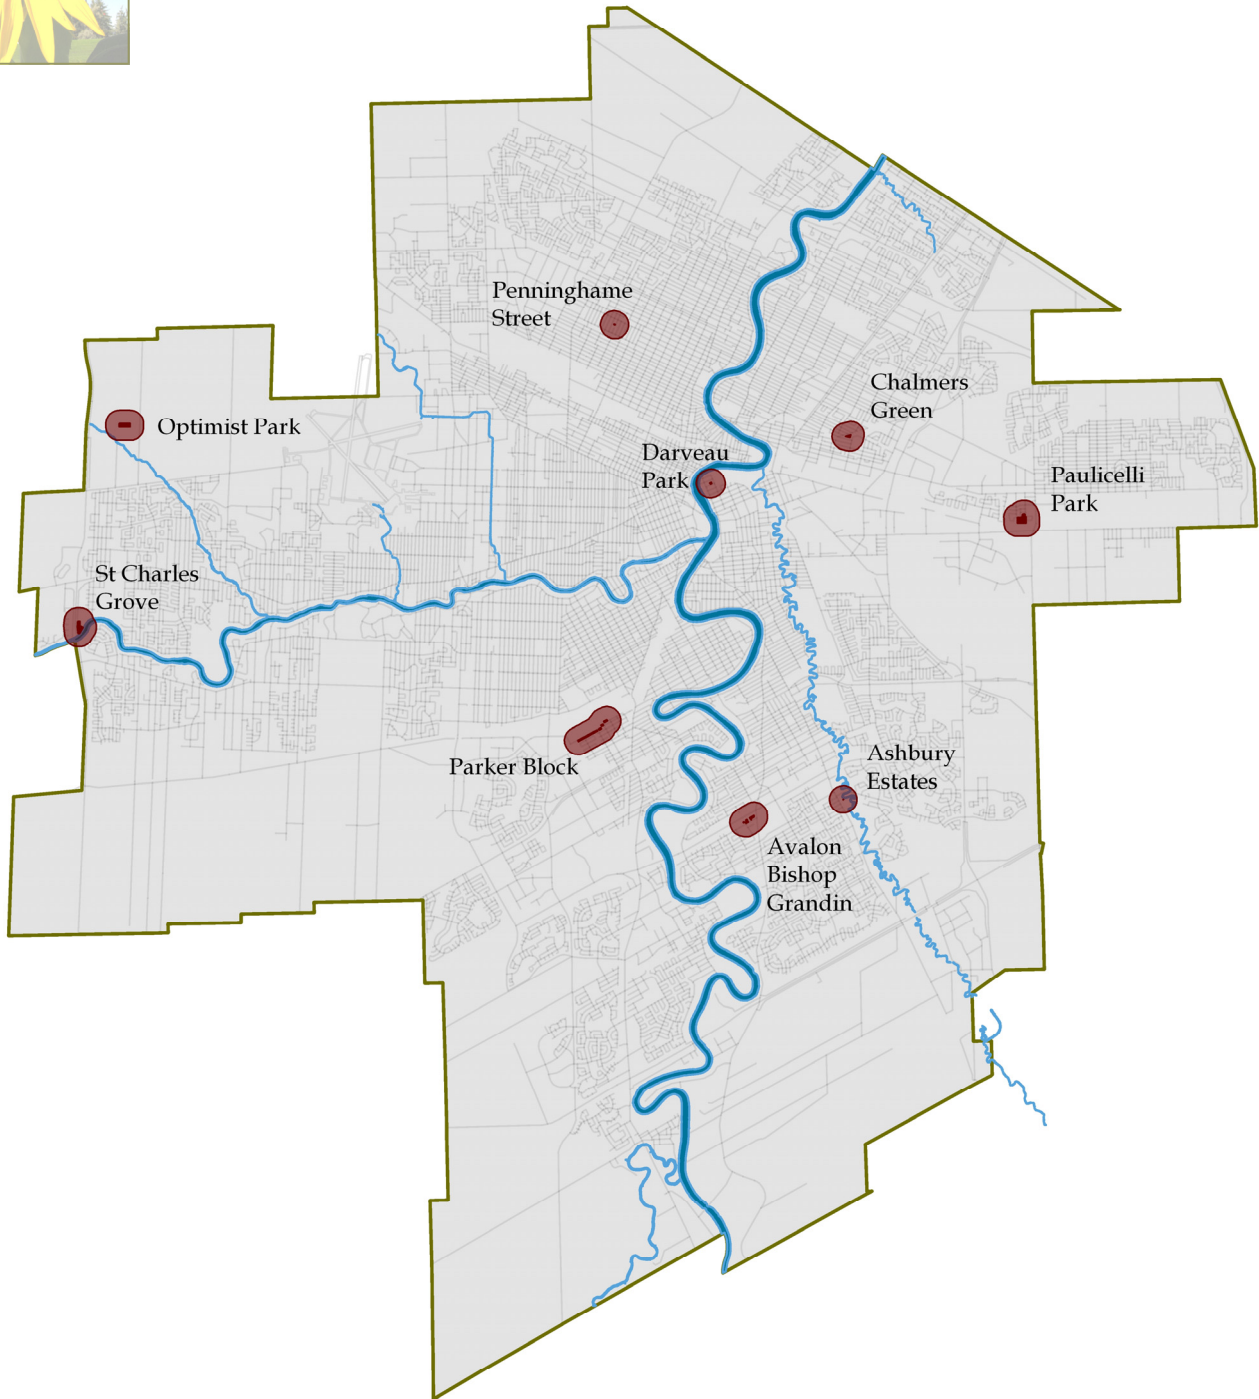 Penninghame
Street
Chalmers
Green
Optimist Park
Darveau
Park
Paulicelli
Park
St Charles
Grove
Parker Block
Ashbury
Estates
Avalon
Bishop
Grandin